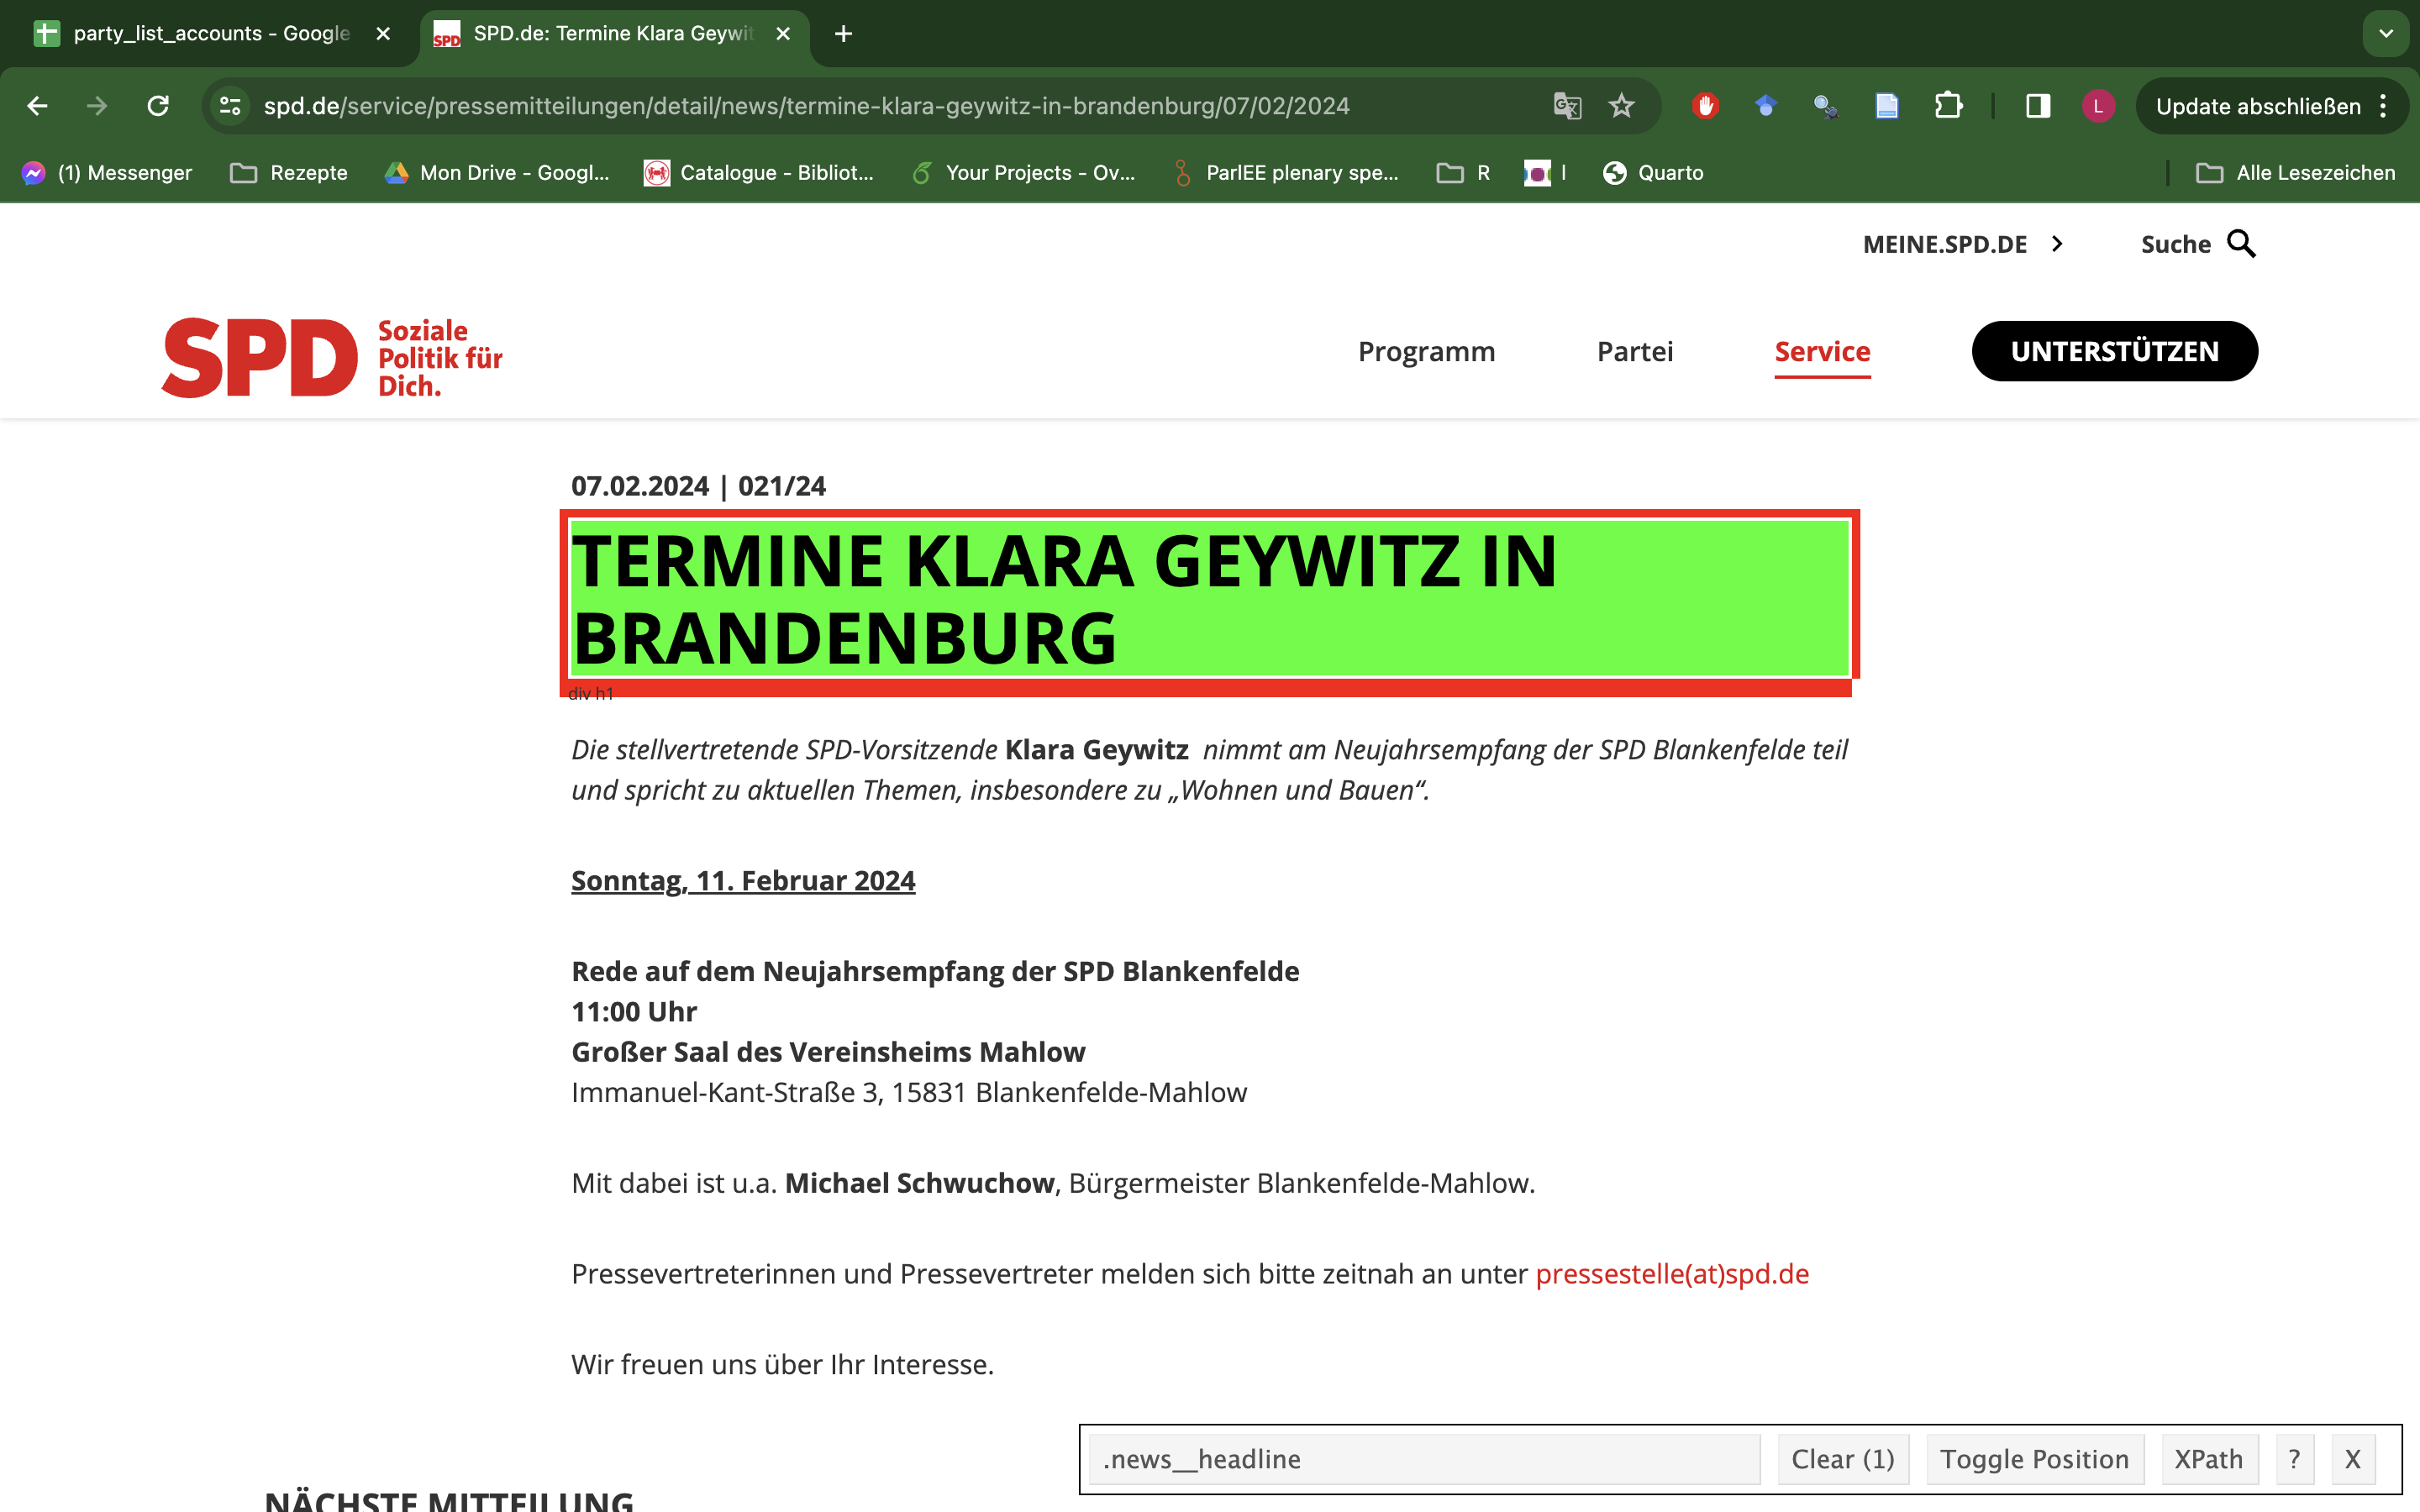 party_list_accounts - Google
SPD.de: Termine Klara Geywit
spd.de/service/pressemitteilungen/detail/news/termine-klara-geywitz-in-brandenburg/07/02/2024
L
Update abschließen
(1) Messenger
Rezepte
Mon Drive - Googl...
Catalogue - Bibliot...
Your Projects - Ov...
ParlEE plenary spe...
R
I
Quarto
Alle Lesezeichen
MEINE.SPD.DE
Suche
SPD
Soziale
Politik für
Dich.
Programm
Partei
Service
UNTERSTÜTZEN
07.02.2024 | 021/24
TERMINE KLARA GEYWITZ IN
BRANDENBURG
div h1
Die stellvertretende SPD-Vorsitzende Klara Geywitz nimmt am Neujahrsempfang der SPD Blankenfelde teil
und spricht zu aktuellen Themen, insbesondere zu „Wohnen und Bauen“.
Sonntag, 11. Februar 2024
Rede auf dem Neujahrsempfang der SPD Blankenfelde
11:00 Uhr
Großer Saal des Vereinsheims Mahlow
Immanuel-Kant-Straße 3, 15831 Blankenfelde-Mahlow
Mit dabei ist u.a. Michael Schwuchow, Bürgermeister Blankenfelde-Mahlow.
Pressevertreterinnen und Pressevertreter melden sich bitte zeitnah an unter pressestelle(at)spd.de
Wir freuen uns über Ihr Interesse.
.news__headline
Clear (1)
Toggle Position
XPath
?
X
NÄCHSTE MITTEILUNG